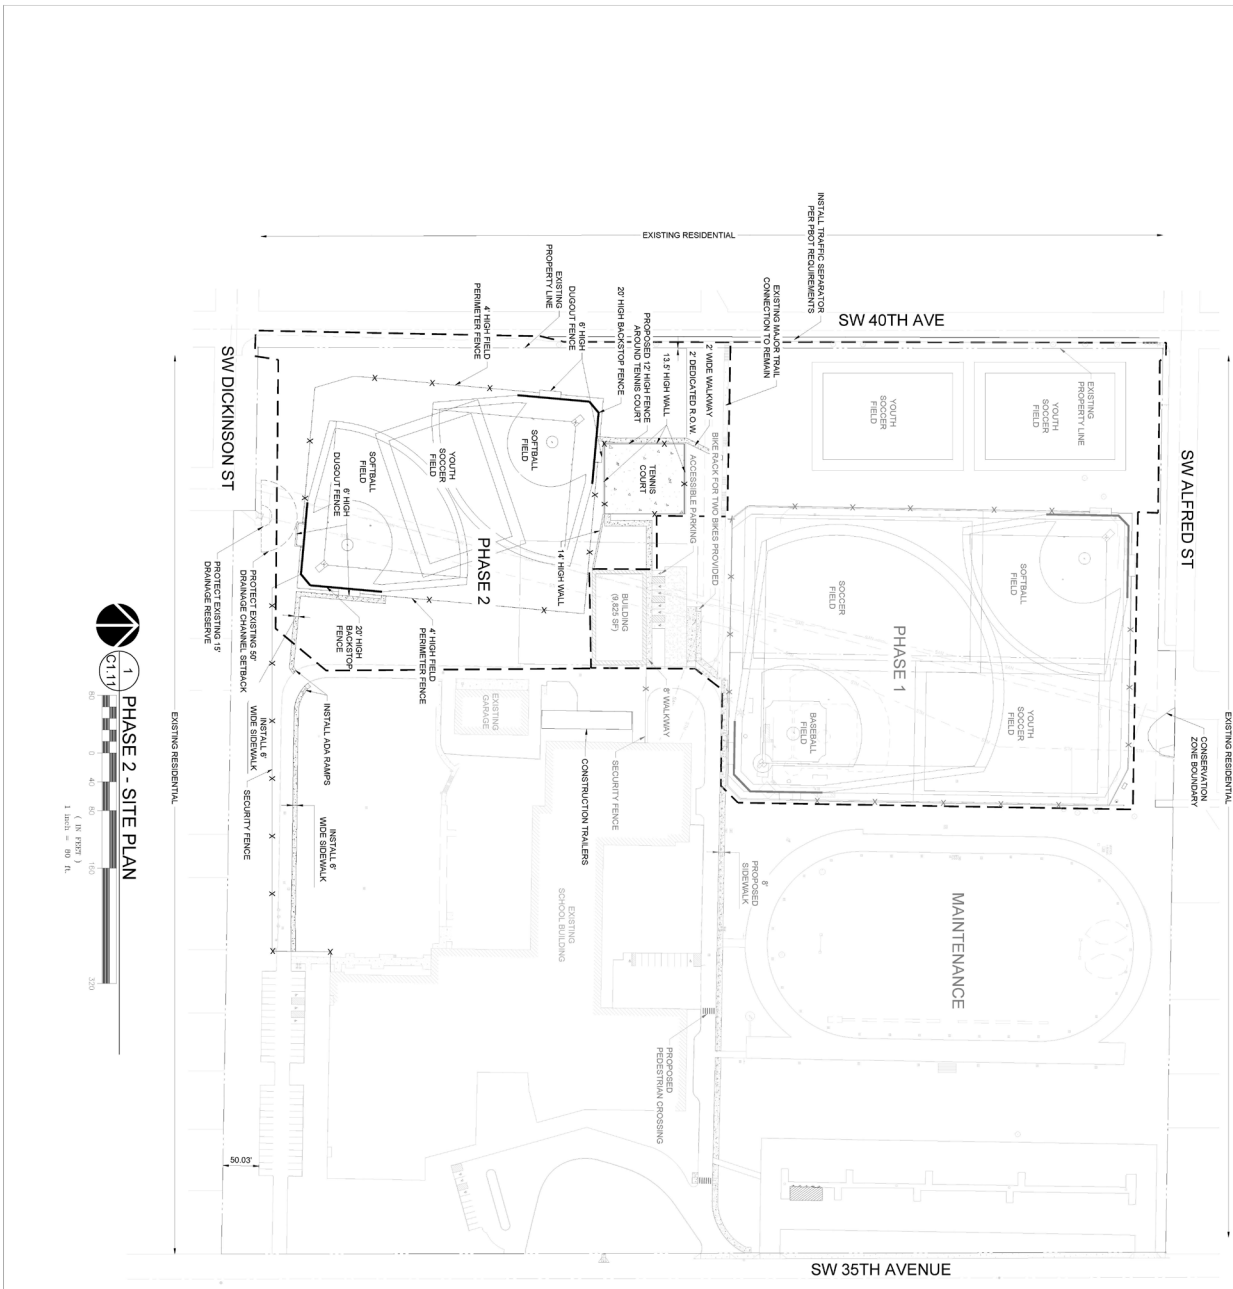 EXISTING RESIDENTIAL
INSTALL TRAFFIC SEPARATOR
PER PBOT REQUIREMENTS
EXISTING MAJOR TRAIL
CONNECTION TO REMAIN
SW 40TH AVE
EXISTING
PROPERTY LINE
6' HIGH
DUGOUT FENCE
4' HIGH FIELD
PERIMETER FENCE
20' HIGH BACKSTOP FENCE
PROPOSED 12' HIGH FENCE
AROUND TENNIS COURT
13.5' HIGH WALL
2' DEDICATED R.O.W.
2' WIDE WALKWAY
BIKE RACK FOR TWO BIKES PROVIDED
ACCESSIBLE PARKING
EXISTING
PROPERTY LINE
YOUTH
SOCCER
FIELD
YOUTH
SOCCER
FIELD
SW DICKINSON ST
SW ALFRED ST
SOFTBALL
FIELD
YOUTH
SOCCER
FIELD
SOFTBALL
FIELD
6' HIGH
DUGOUT FENCE
TENNIS
COURT
PHASE 2
14' HIGH WALL
BUILDING
(9,825 SF)
SOCCER
FIELD
SOFTBALL
FIELD
PHASE 1
YOUTH
SOCCER
FIELD
BASEBALL
FIELD
PROTECT EXISTING 15'
DRAINAGE RESERVE
PROTECT EXISTING 50'
DRAINAGE CHANNEL SETBACK
20' HIGH
BACKSTOP
FENCE
4' HIGH FIELD
PERIMETER FENCE
8' WALKWAY
EXISTING
GARAGE
CONSERVATION
ZONE BOUNDARY
EXISTING RESIDENTIAL
EXISTING RESIDENTIAL
INSTALL 6'
WIDE SIDEWALK
INSTALL ADA RAMPS
SECURITY FENCE
CONSTRUCTION TRAILERS
SECURITY FENCE
INSTALL 6'
WIDE SIDEWALK
8'
PROPOSED
SIDEWALK
EXISTING
SCHOOL BUILDING
MAINTENANCE
PROPOSED
PEDESTRIAN CROSSING
50.03'
SW 35TH AVENUE
1
C1.11
PHASE 2 - SITE PLAN
80 0 40 80 160 320
( IN FEET )
1 inch = 80 ft.